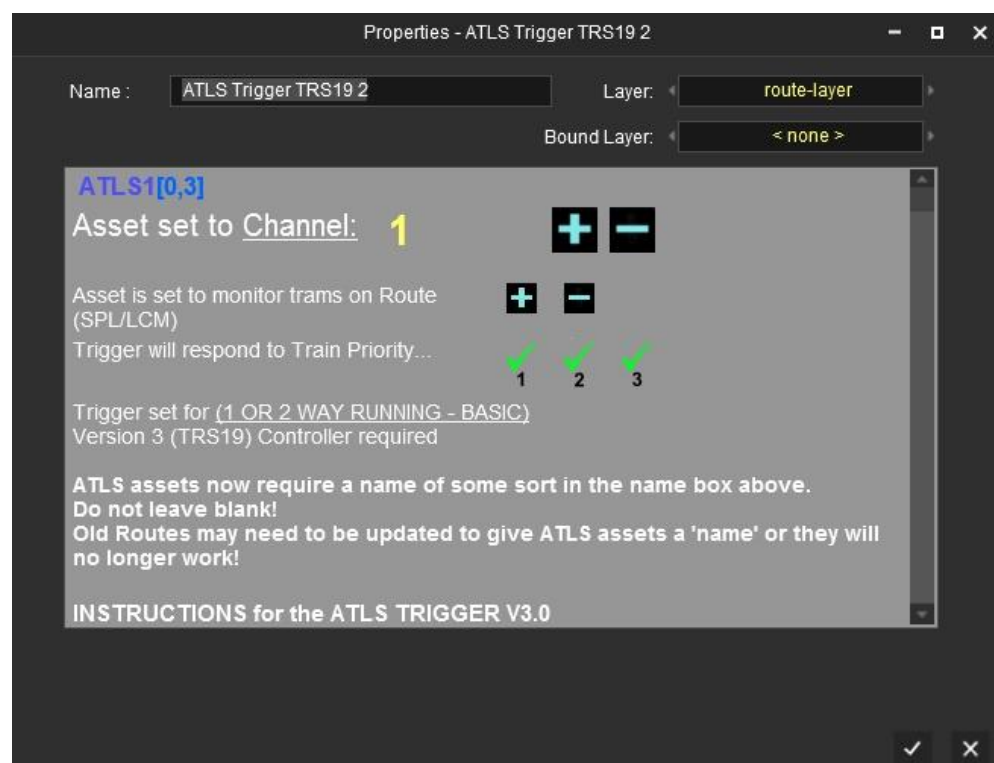 Properties - ATLS Trigger TRS19 2
Name :
ATLS Trigger TRS19 2
Layer:
route-layer
Bound Layer:
< none >
ATLS1[0,3]
Asset set to Channel: 1
Asset is set to monitor trams on Route
(SPL/LCM)
Trigger will respond to Train Priority...
1 2 3
Trigger set for (1 OR 2 WAY RUNNING - BASIC)
Version 3 (TRS19) Controller required
ATLS assets now require a name of some sort in the name box above.
Do not leave blank!
Old Routes may need to be updated to give ATLS assets a 'name' or they will
no longer work!
INSTRUCTIONS for the ATLS TRIGGER V3.0